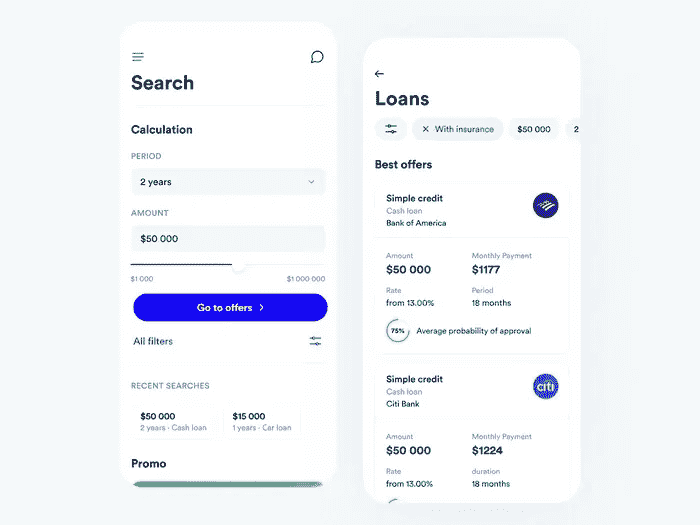 Search
Calculation
PERIOD
2 years
AMOUNT
$50 000
$1 000 $1 000 000
Go to offers
All filters
RECENT SEARCHES
$50 000 $15 000
2 years · Cash loan 1 years · Car loan
Promo
Loans
With insurance $50 000 2
Best offers
Simple credit
Cash loan
Bank of America
Amount Monthly Payment
$50 000 $1177
Rate Period
from 13.00% 18 months
75% Average probability of approval
Simple credit
Cash loan
citi
Citi Bank
Amount Monthly Payment
$50 000 $1224
Rate duration
from 13.00% 18 months